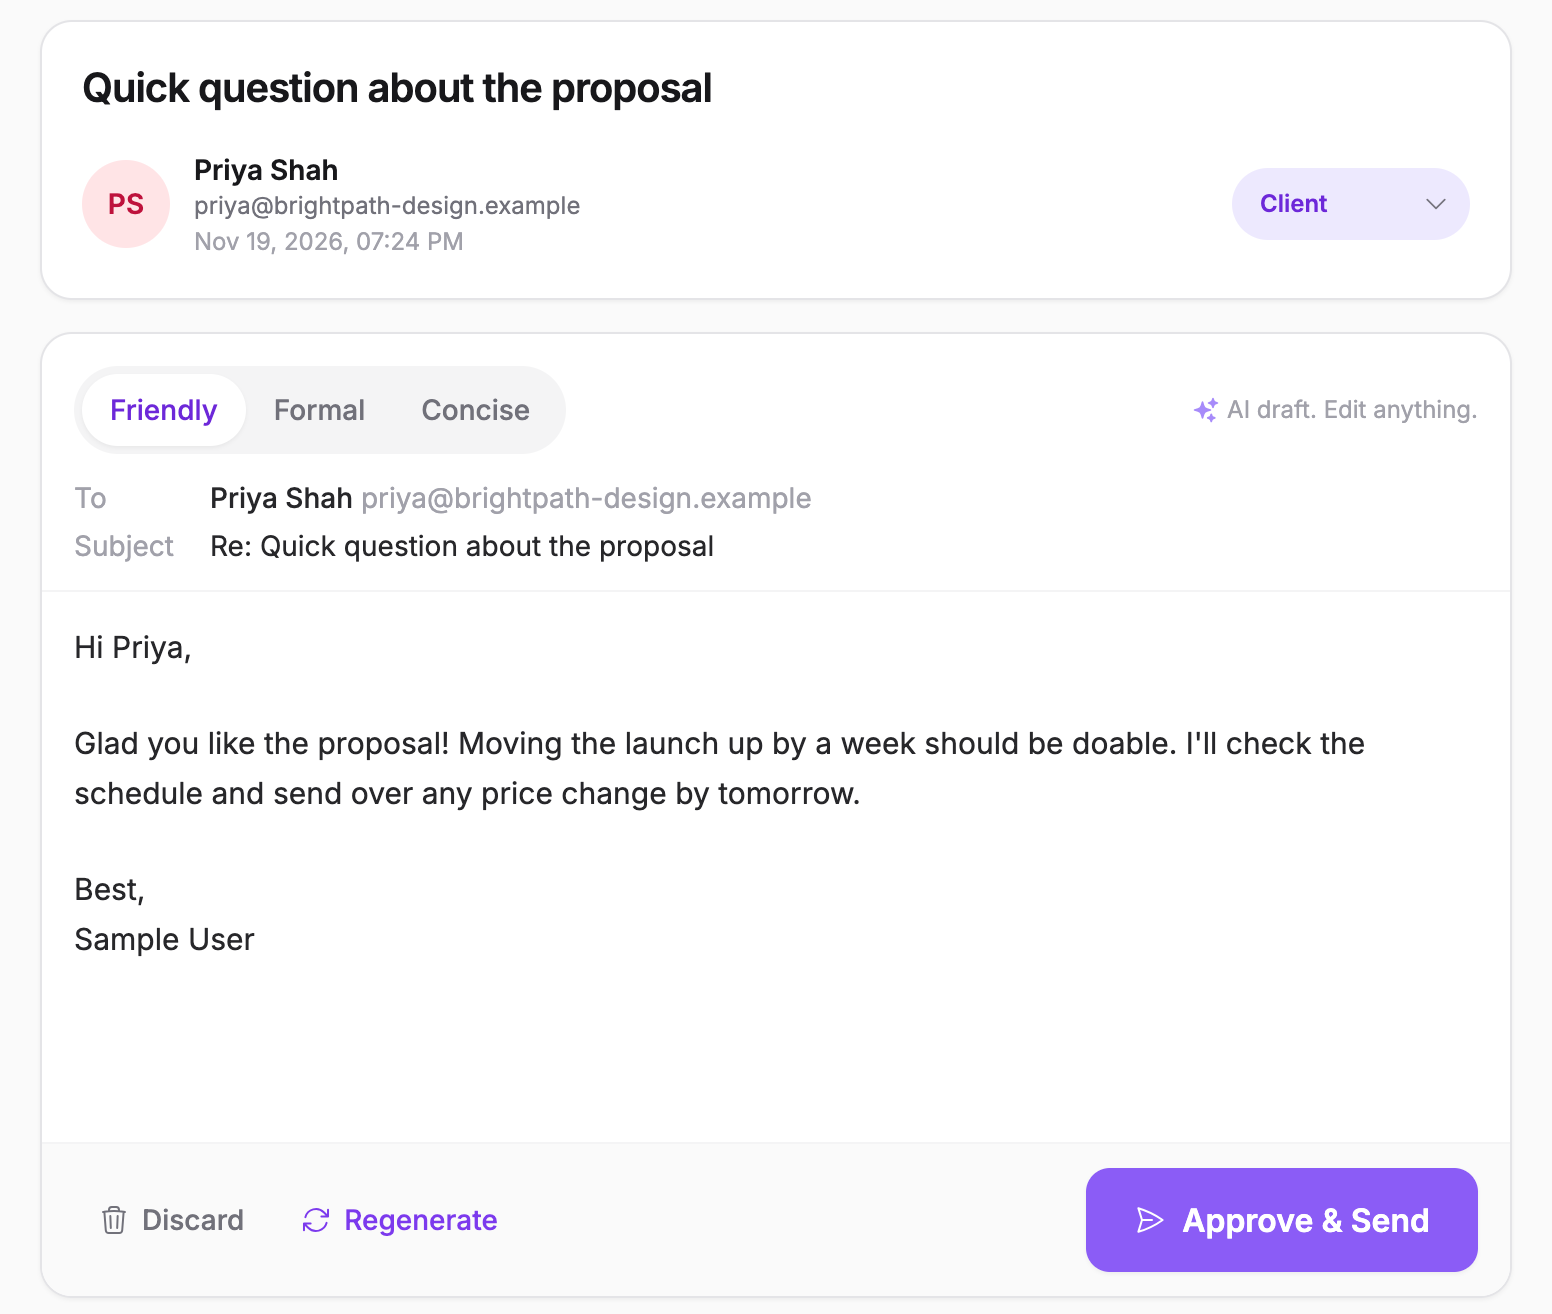 Quick question about the proposal
PS
Priya Shah
priya@brightpath-design.example
Nov 19, 2026, 07:24 PM
Client
Friendly Formal Concise
AI draft. Edit anything.
To Priya Shah priya@brightpath-design.example
Subject Re: Quick question about the proposal
Hi Priya,
Glad you like the proposal! Moving the launch up by a week should be doable. I'll check the
schedule and send over any price change by tomorrow.
Best,
Sample User
Discard Regenerate Approve & Send